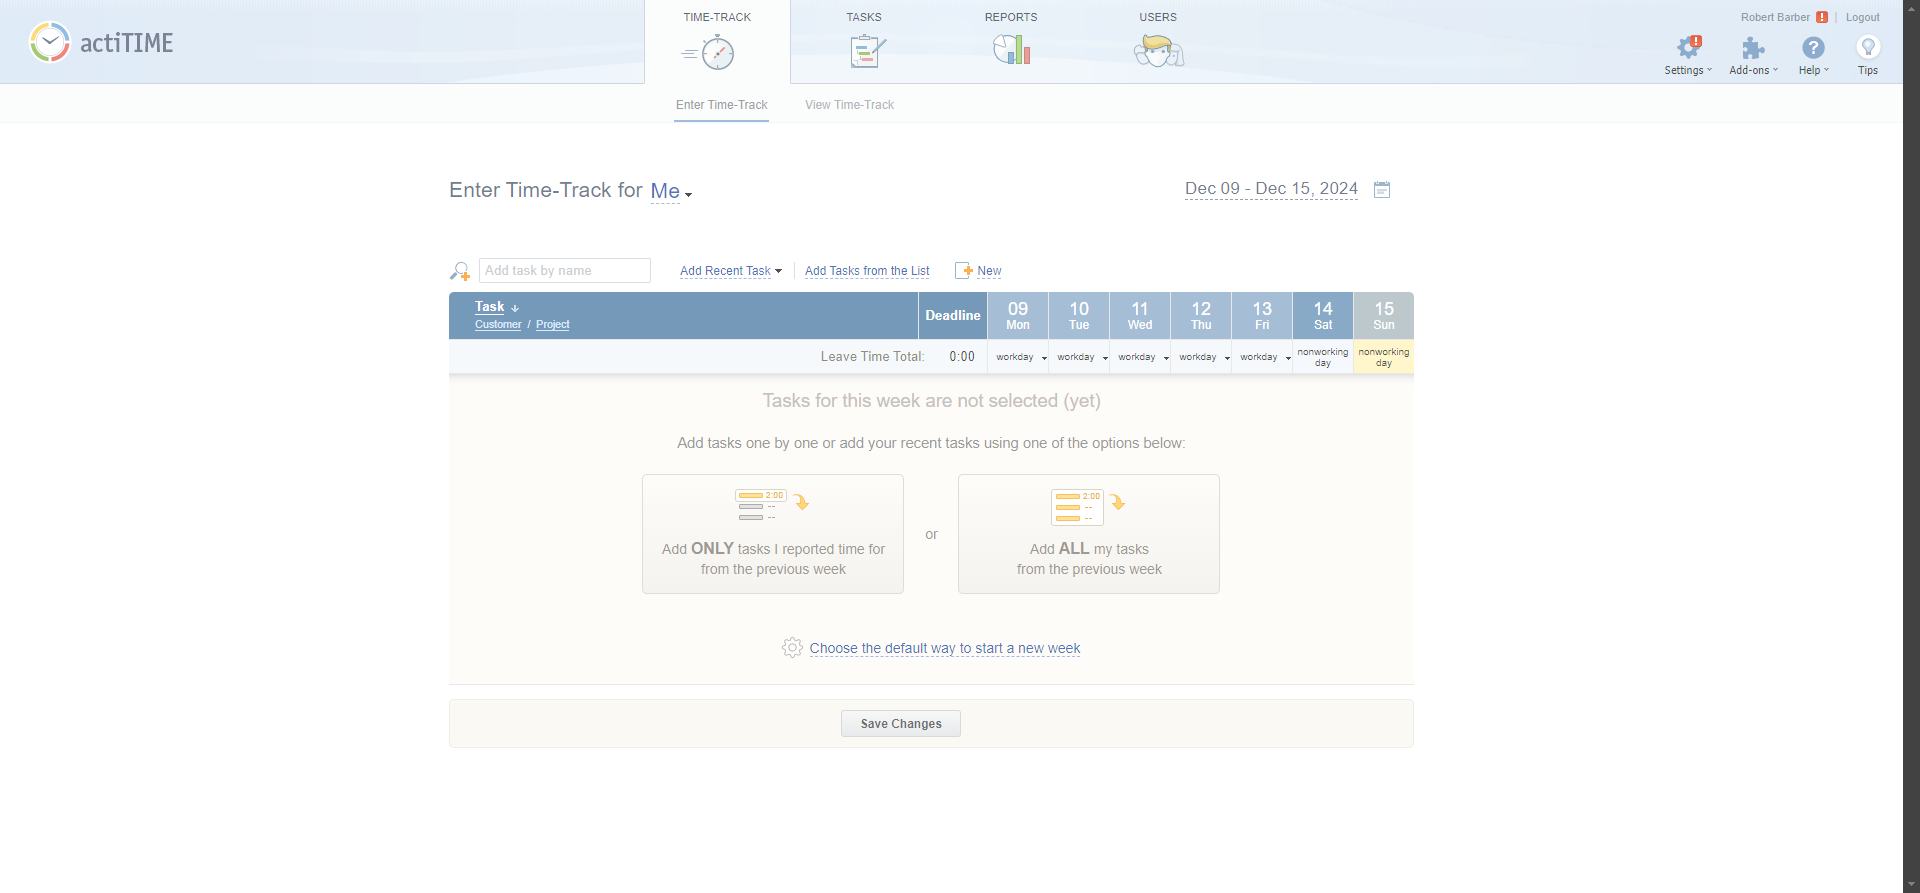 actiTIME
TIME-TRACK
TASKS
REPORTS
USERS
Robert Barber ! | Logout
Settings
Add-ons
Help
Tips
Enter Time-Track
View Time-Track
Enter Time-Track for Me
Dec 09 - Dec 15, 2024
Add task by name
Add Recent Task
Add Tasks from the List
New
Task
Customer / Project
Deadline
09 Mon
10 Tue
11 Wed
12 Thu
13 Fri
14 Sat
15 Sun
Leave Time Total: 0:00
workday
workday
workday
workday
workday
nonworking day
nonworking day
Tasks for this week are not selected (yet)
Add tasks one by one or add your recent tasks using one of the options below:
2:00
--
--
Add ONLY tasks I reported time for
from the previous week
or
2:00
--
--
Add ALL my tasks
from the previous week
Choose the default way to start a new week
Save Changes